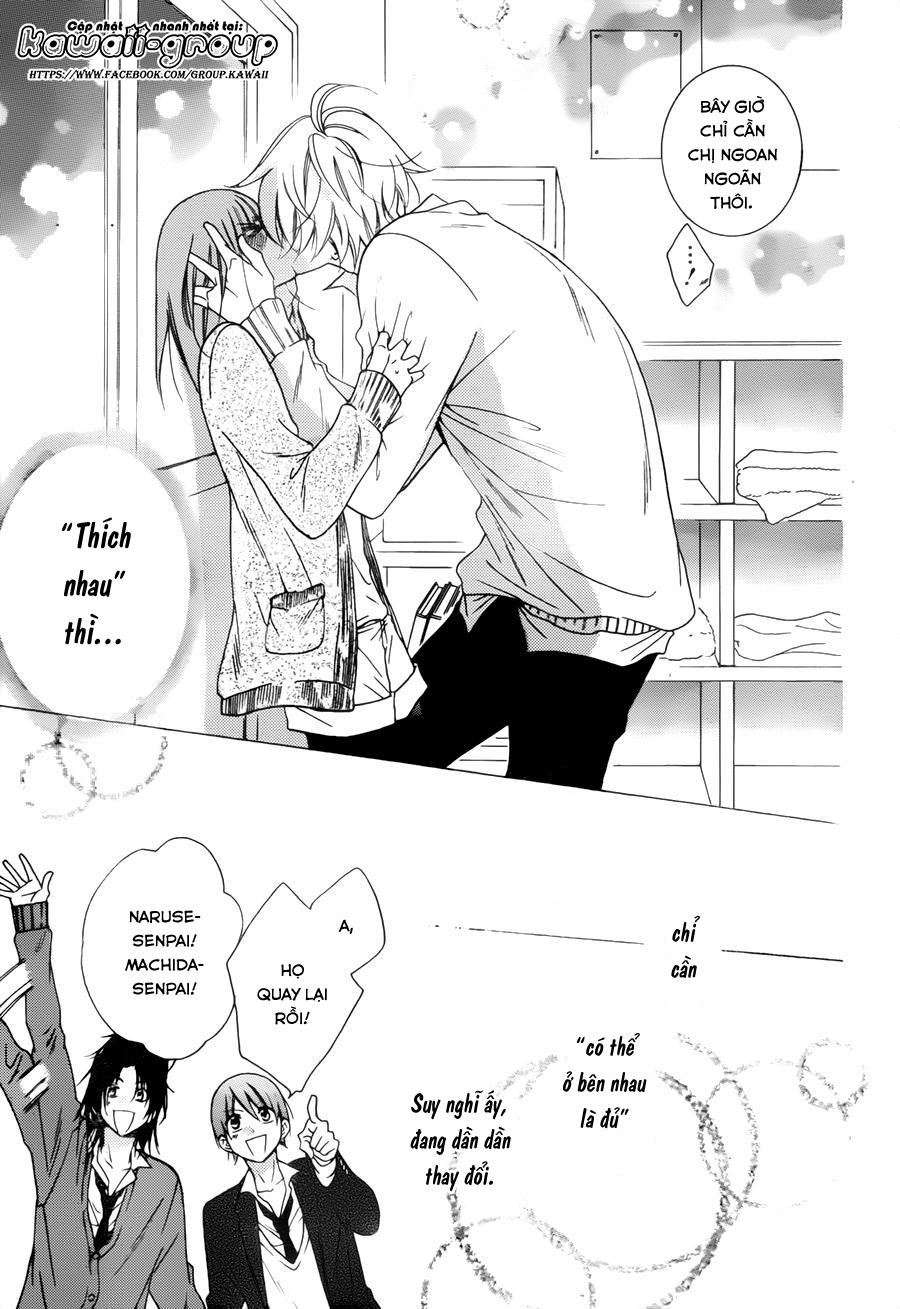 Cập nhật nhanh nhất tại:
kawaii-group
HTTPS://WWW.FACEBOOK.COM/GROUP.KAWAII
BÂY GIỜ
CHỈ CẦN
CHỊ NGOAN
NGOÃN
THÔI.
.....!
“Thích
nhau”
thì...
chỉ
cần
“có thể
ở bên nhau
là đủ”
Suy nghĩ ấy,
đang dần dần
thay đổi.
A,
HỌ
QUAY LẠI
RỒI!
NARUSE-
SENPAI!
MACHIDA-
SENPAI!